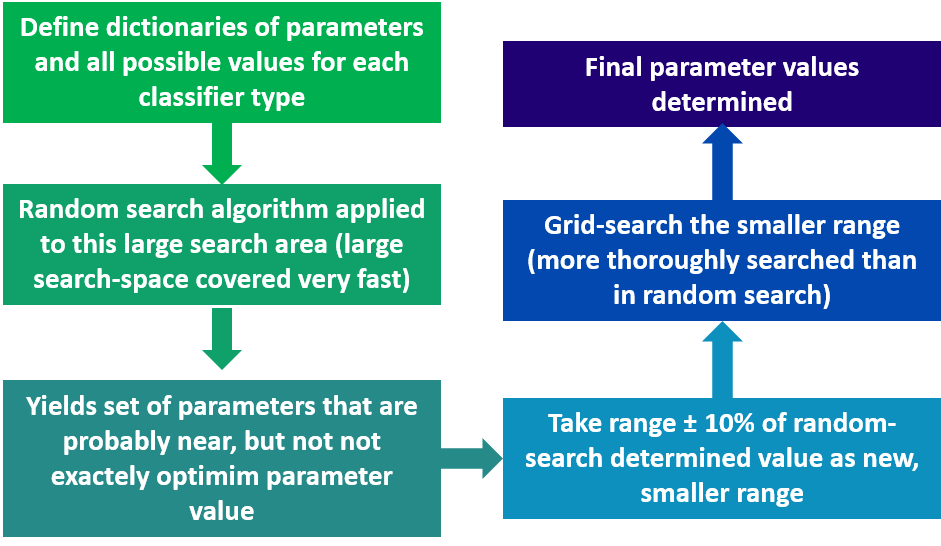 Define dictionaries of parameters
and all possible values for each
classifier type
Random search algorithm applied
to this large search area (large
search-space covered very fast)
Yields set of parameters that are
probably near, but not not
exactely optimim parameter
value
Take range ± 10% of random-
search determined value as new,
smaller range
Grid-search the smaller range
(more thoroughly searched than
in random search)
Final parameter values
determined